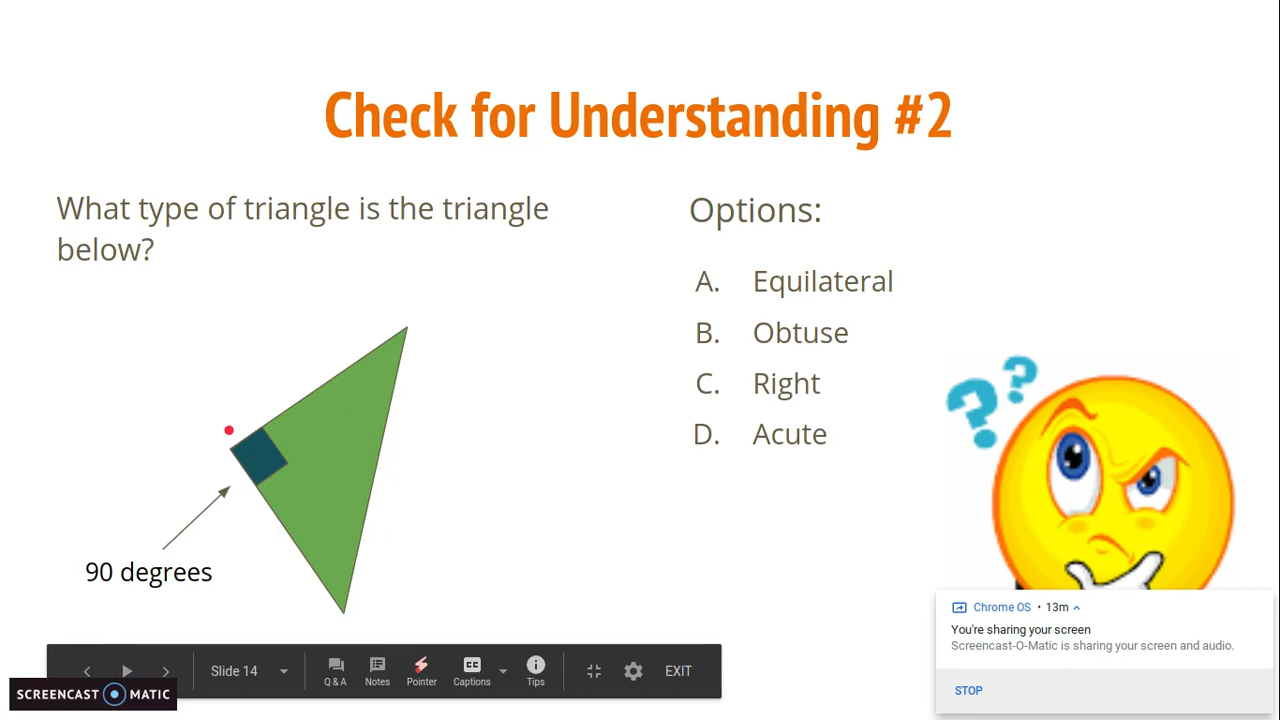 Check for Understanding #2
What type of triangle is the triangle
below?
90 degrees
Options:
A. Equilateral
B. Obtuse
C. Right
D. Acute
? ?
Chrome OS • 13m
You're sharing your screen
Screencast-O-Matic is sharing your screen and audio.
STOP
Slide 14
Q & A
Notes
Pointer
CC
Captions
Tips
EXIT
SCREENCAST MATIC